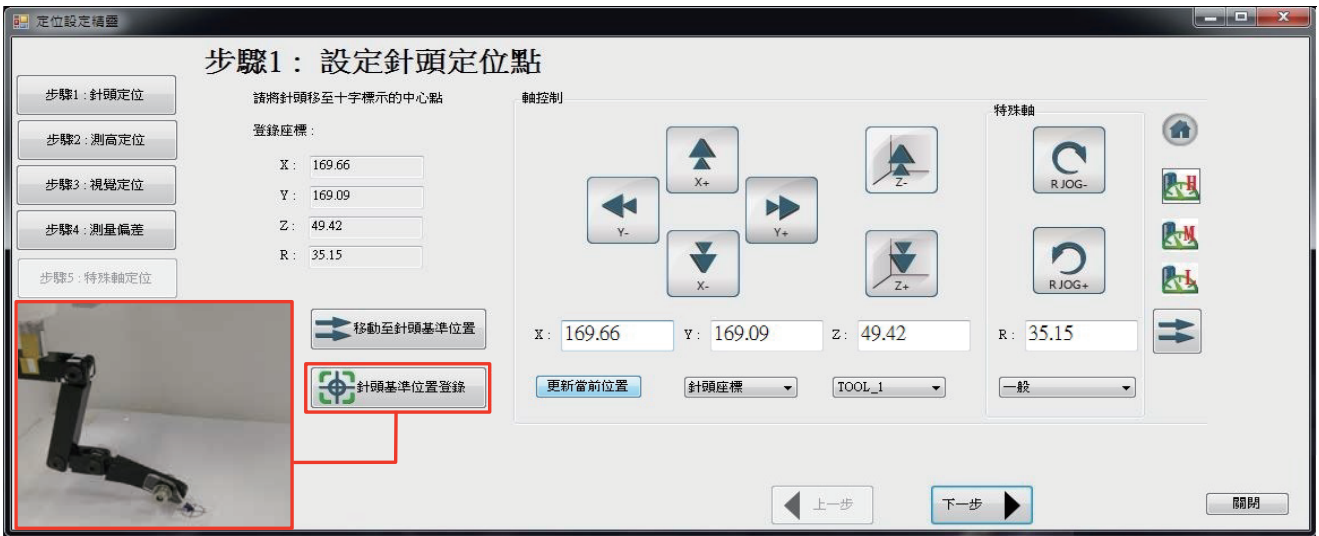 定位設定精靈
步驟1： 設定針頭定位點
步驟1 : 針頭定位
步驟2 : 測高定位
步驟3 : 視覺定位
步驟4 : 測量偏差
步驟5 : 特殊軸定位
請將針頭移至十字標示的中心點
登錄座標 :
X : 169.66
Y : 169.09
Z : 49.42
R : 35.15
移動至針頭基準位置
針頭基準位置登錄
軸控制
X+
Y-
Y+
X-
Z-
Z+
特殊軸
RJOG-
RJOG+
H
M
L
X : 169.66 Y : 169.09 Z : 49.42 R : 35.15
更新當前位置 針頭座標 TOOL_1 一般
上一步 下一步 關閉